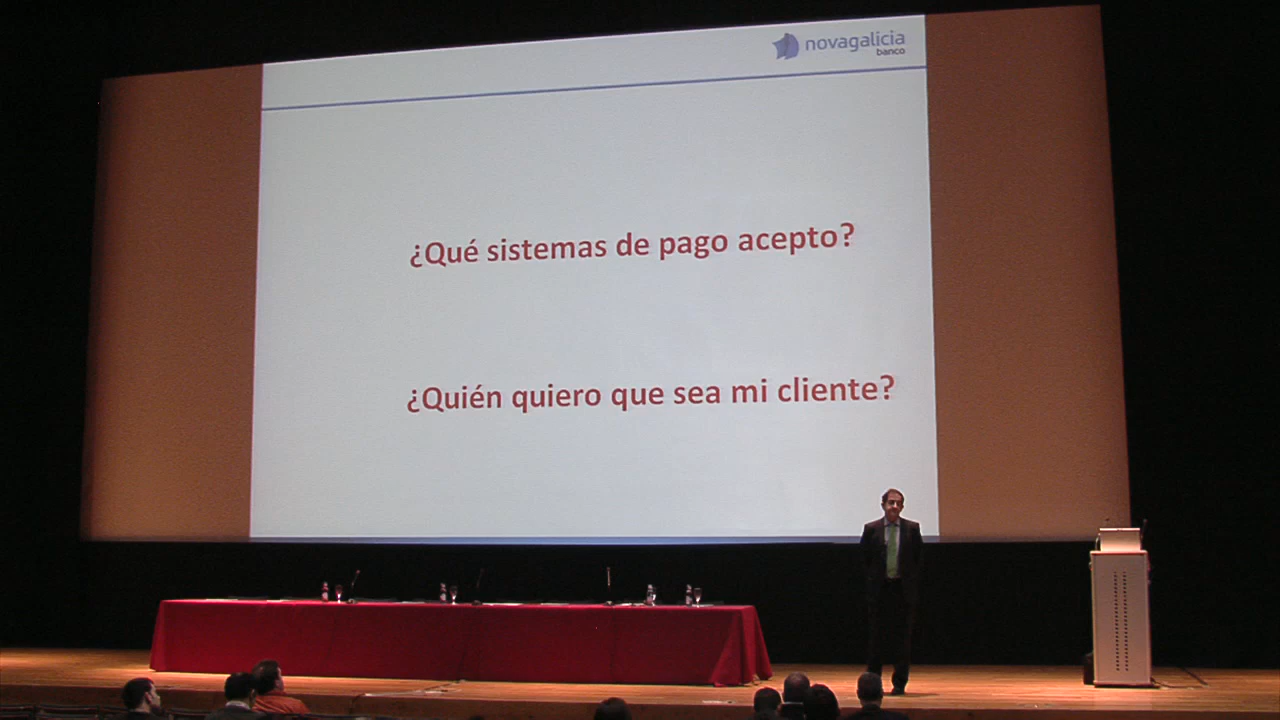 novagalicia
banco
¿Qué sistemas de pago acepto?
¿Quién quiero que sea mi cliente?